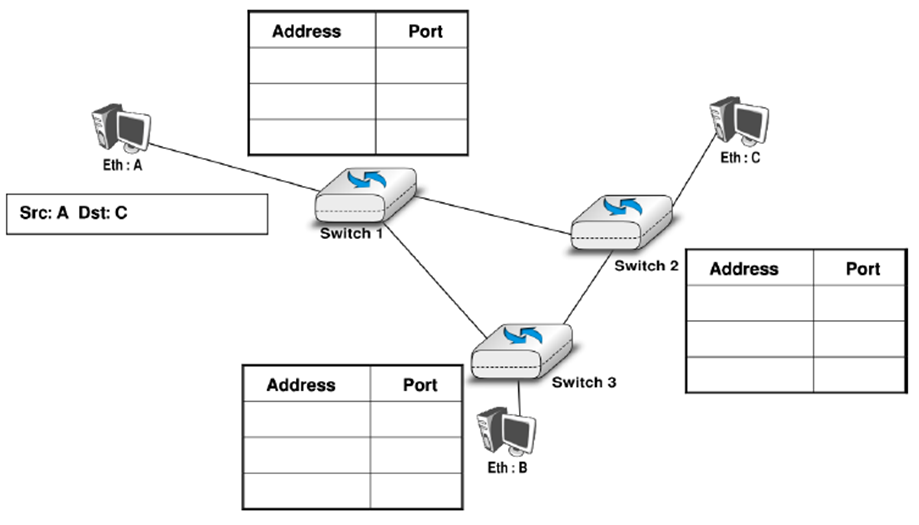 Address Port
Eth : A
Eth : C
Src: A Dst: C
Switch 1
Switch 2
Address Port
Switch 3
Address Port
Eth : B